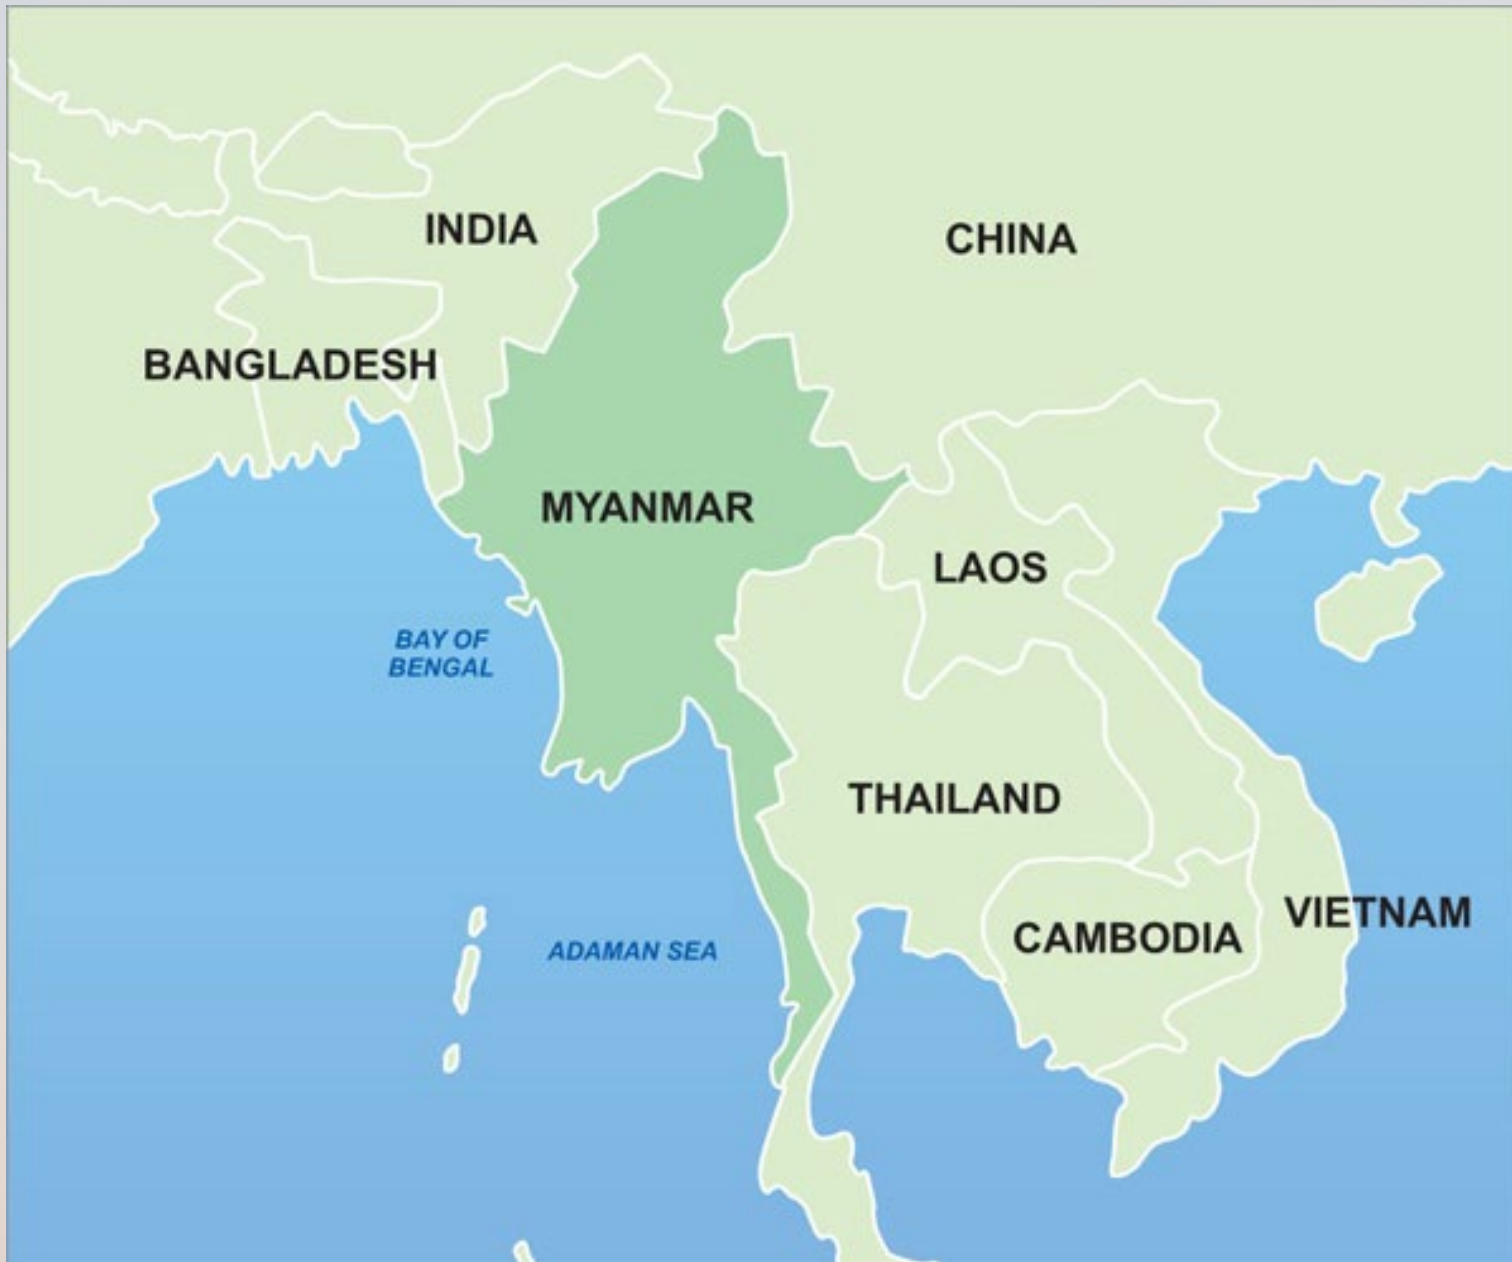 INDIA
CHINA
BANGLADESH
MYANMAR
LAOS
BAY OF
BENGAL
THAILAND
VIETNAM
CAMBODIA
ADAMAN SEA